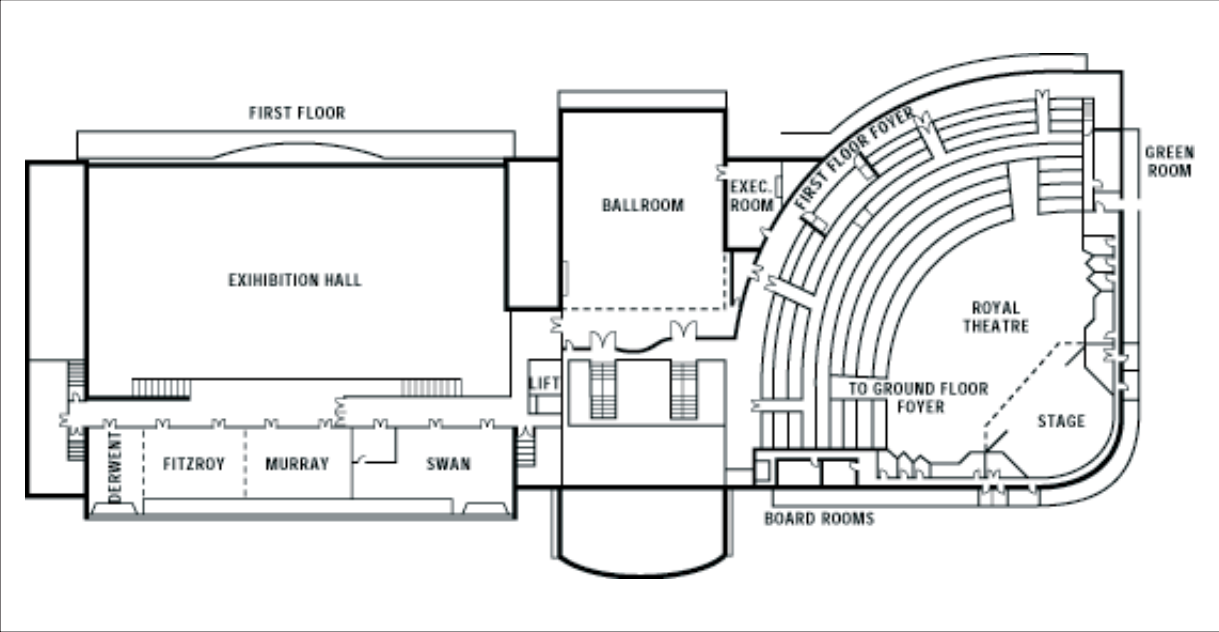 FIRST FLOOR
FIRST FLOOR FOYER
GREEN
ROOM
EXEC.
ROOM
BALLROOM
EXIHIBITION HALL
ROYAL
THEATRE
LIFT
TO GROUND FLOOR
FOYER
STAGE
DERWENT
FITZROY
MURRAY
SWAN
BOARD ROOMS